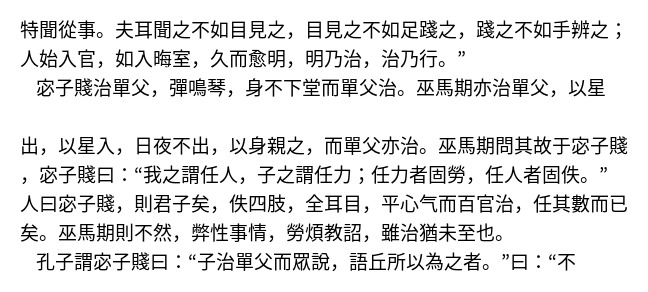 特聞從事。夫耳聞之不如目見之，目見之不如足踐之，踐之不如手辨之；
人始入官，如入晦室，久而愈明，明乃治，治乃行。”
宓子賤治單父，彈鳴琴，身不下堂而單父治。巫馬期亦治單父，以星
出，以星入，日夜不出，以身親之，而單父亦治。巫馬期問其故于宓子賤
，宓子賤曰：“我之謂任人，子之謂任力；任力者固勞，任人者固佚。”
人曰宓子賤，則君子矣，佚四肢，全耳目，平心气而百官治，任其數而已
矣。巫馬期則不然，弊性事情，勞煩教詔，雖治猶未至也。
孔子謂宓子賤曰：“子治單父而眾說，語丘所以為之者。”曰：“不